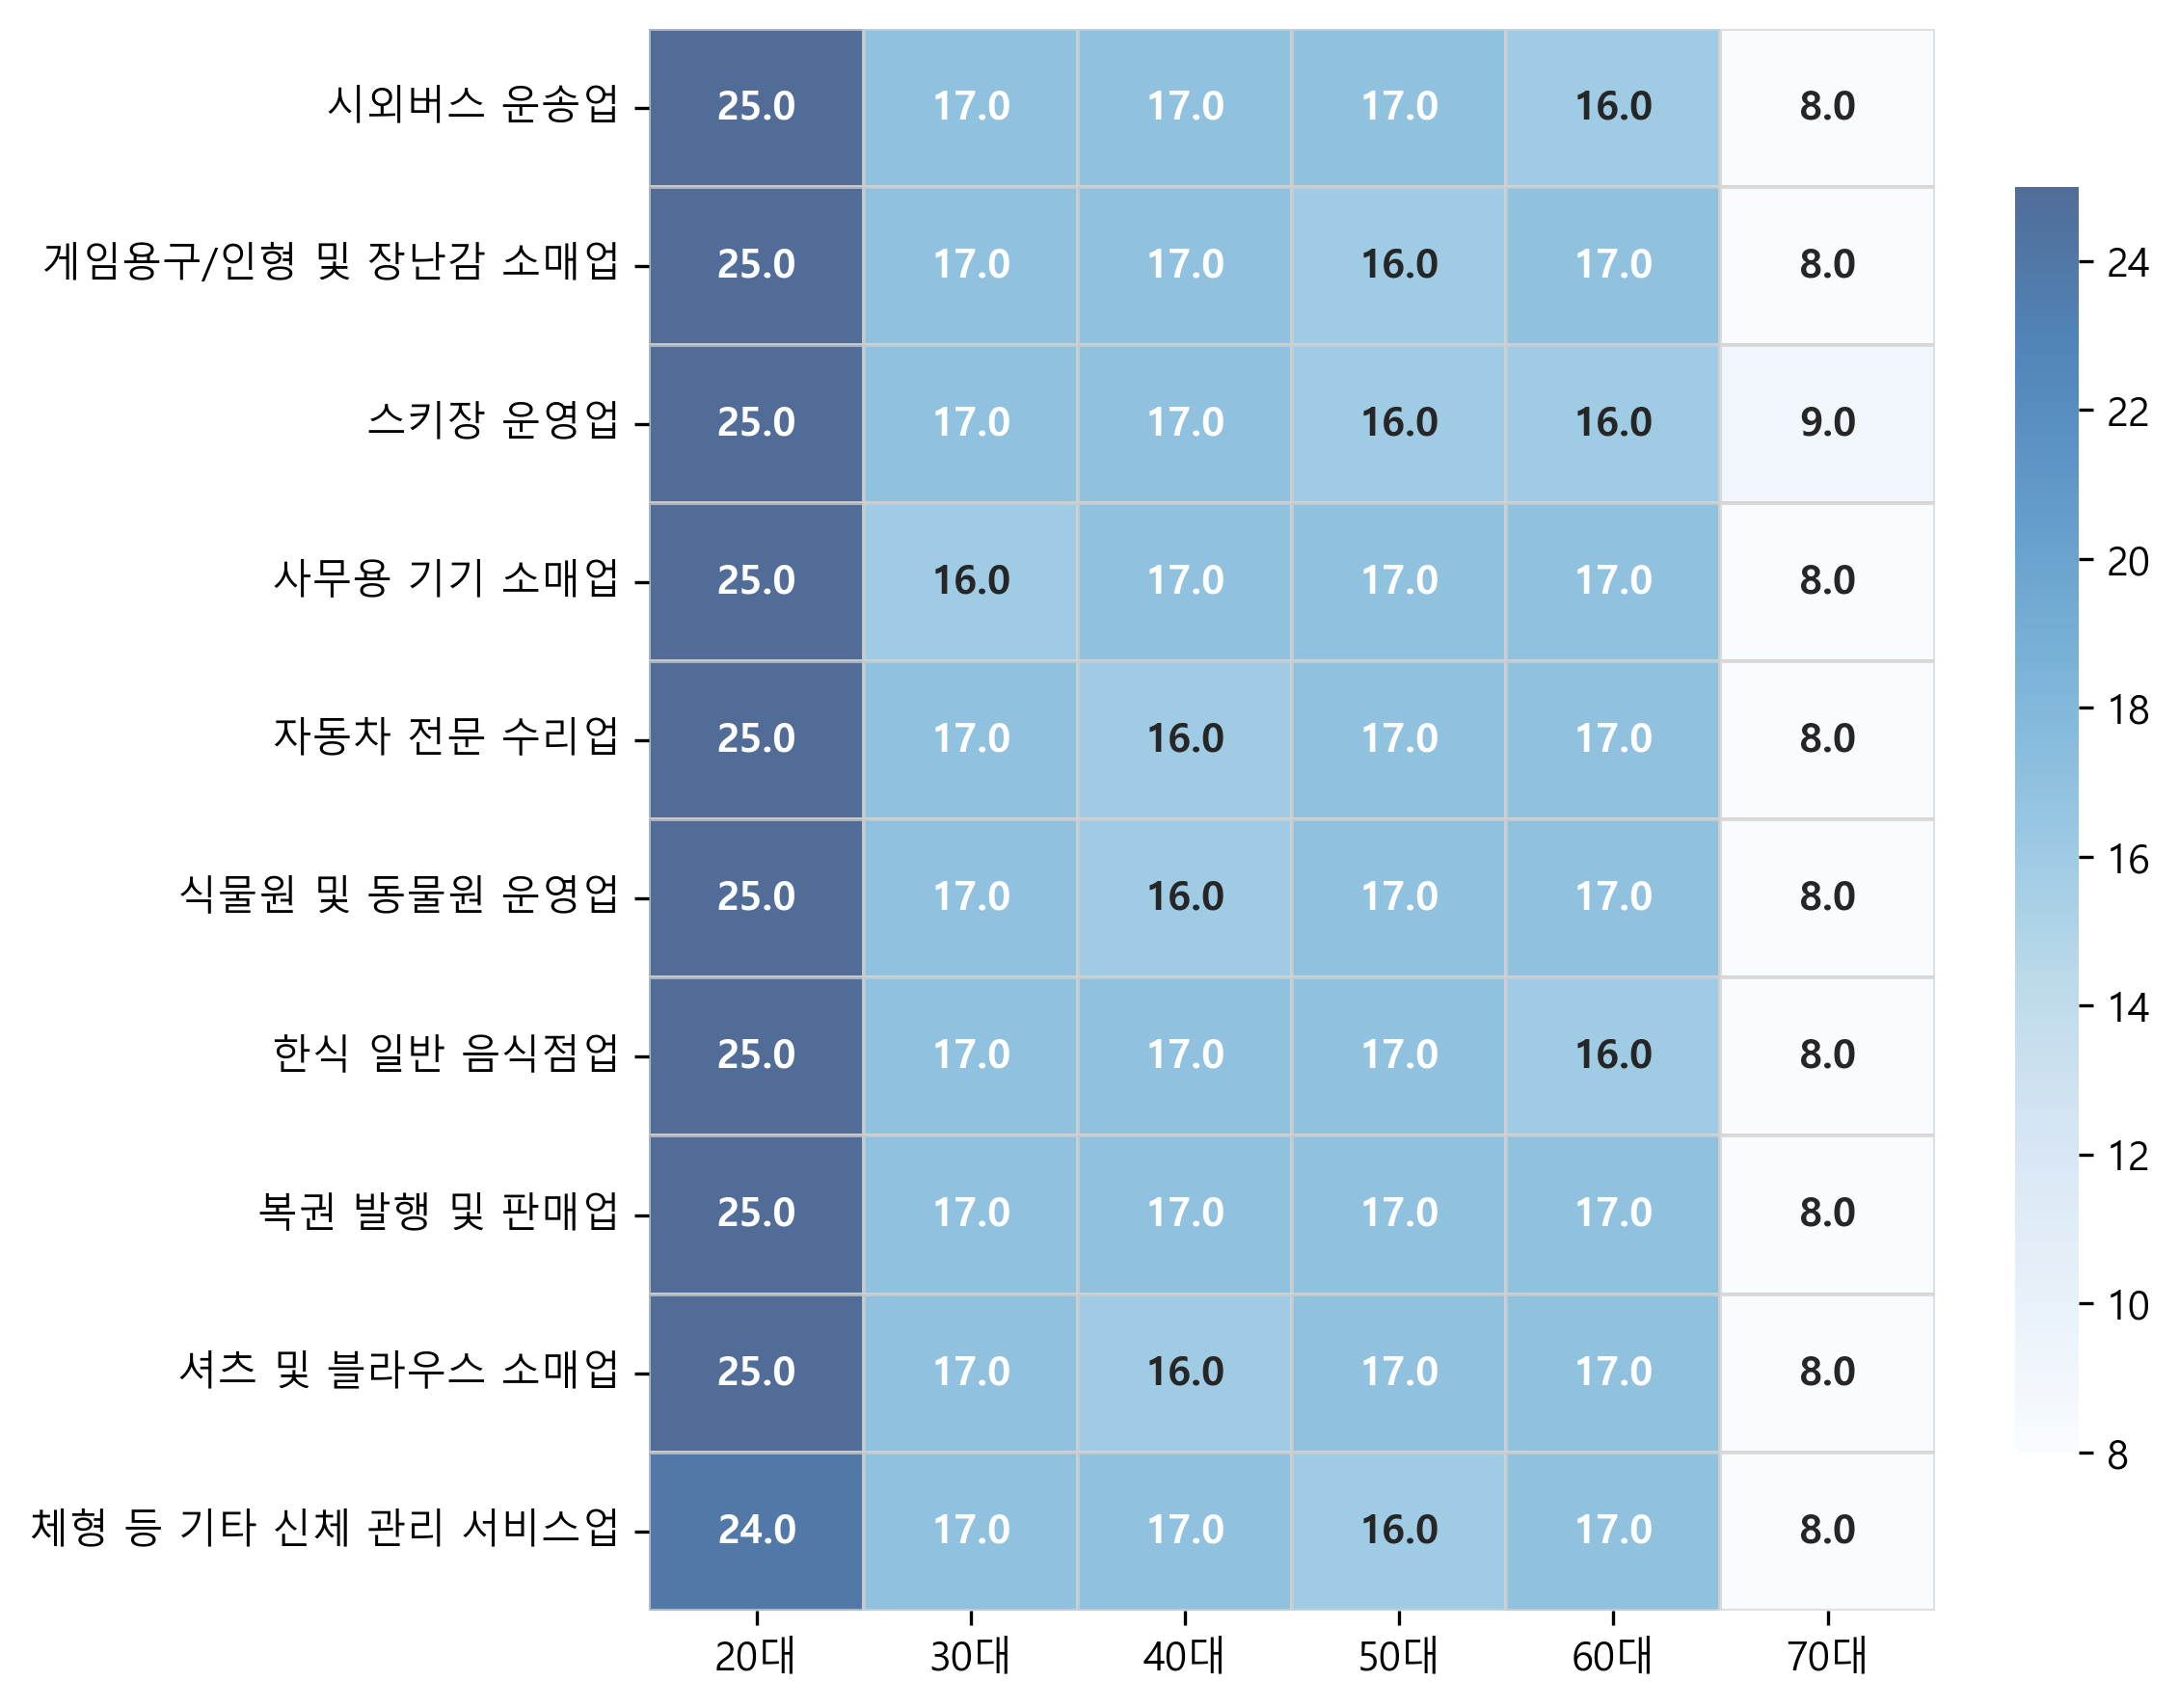 시외버스 운송업 25.0 17.0 17.0 17.0 16.0 8.0
게임용구/인형 및 장난감 소매업 25.0 17.0 17.0 16.0 17.0 8.0
스키장 운영업 25.0 17.0 17.0 16.0 16.0 9.0
사무용 기기 소매업 25.0 16.0 17.0 17.0 17.0 8.0
자동차 전문 수리업 25.0 17.0 16.0 17.0 17.0 8.0
식물원 및 동물원 운영업 25.0 17.0 16.0 17.0 17.0 8.0
한식 일반 음식점업 25.0 17.0 17.0 17.0 16.0 8.0
복권 발행 및 판매업 25.0 17.0 17.0 17.0 17.0 8.0
셔츠 및 블라우스 소매업 25.0 17.0 16.0 17.0 17.0 8.0
체형 등 기타 신체 관리 서비스업 24.0 17.0 17.0 16.0 17.0 8.0
20대 30대 40대 50대 60대 70대
24
22
20
18
16
14
12
10
8